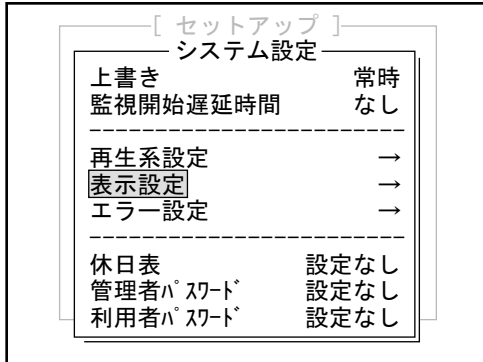 [ セットアップ ]
システム設定
上書き 常時
監視開始遅延時間 なし
------------------------
再生系設定 →
表示設定 →
エラー設定 →
------------------------
休日表 設定なし
管理者ﾊﾟｽﾜｰﾄﾞ 設定なし
利用者ﾊﾟｽﾜｰﾄﾞ 設定なし